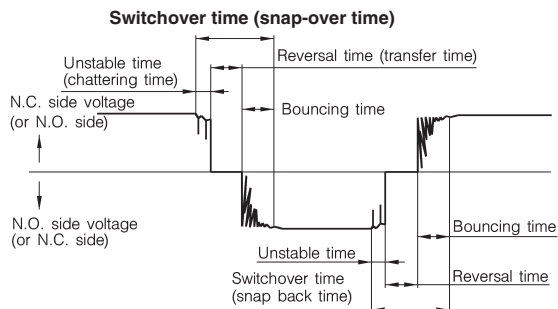 Switchover time (snap-over time)
Unstable time
(chattering time)
Reversal time (transfer time)
N.C. side voltage
(or N.O. side)
Bouncing time
N.O. side voltage
(or N.C. side)
Unstable time
Bouncing time
Switchover time
(snap back time)
Reversal time